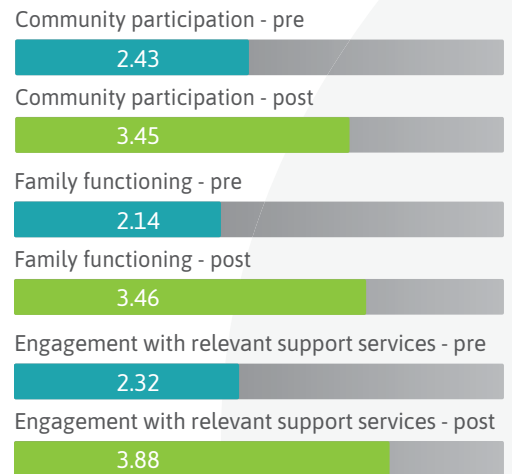 Community participation - pre
2.43
Community participation - post
3.45
Family functioning - pre
2.14
Family functioning - post
3.46
Engagement with relevant support services - pre
2.32
Engagement with relevant support services - post
3.88